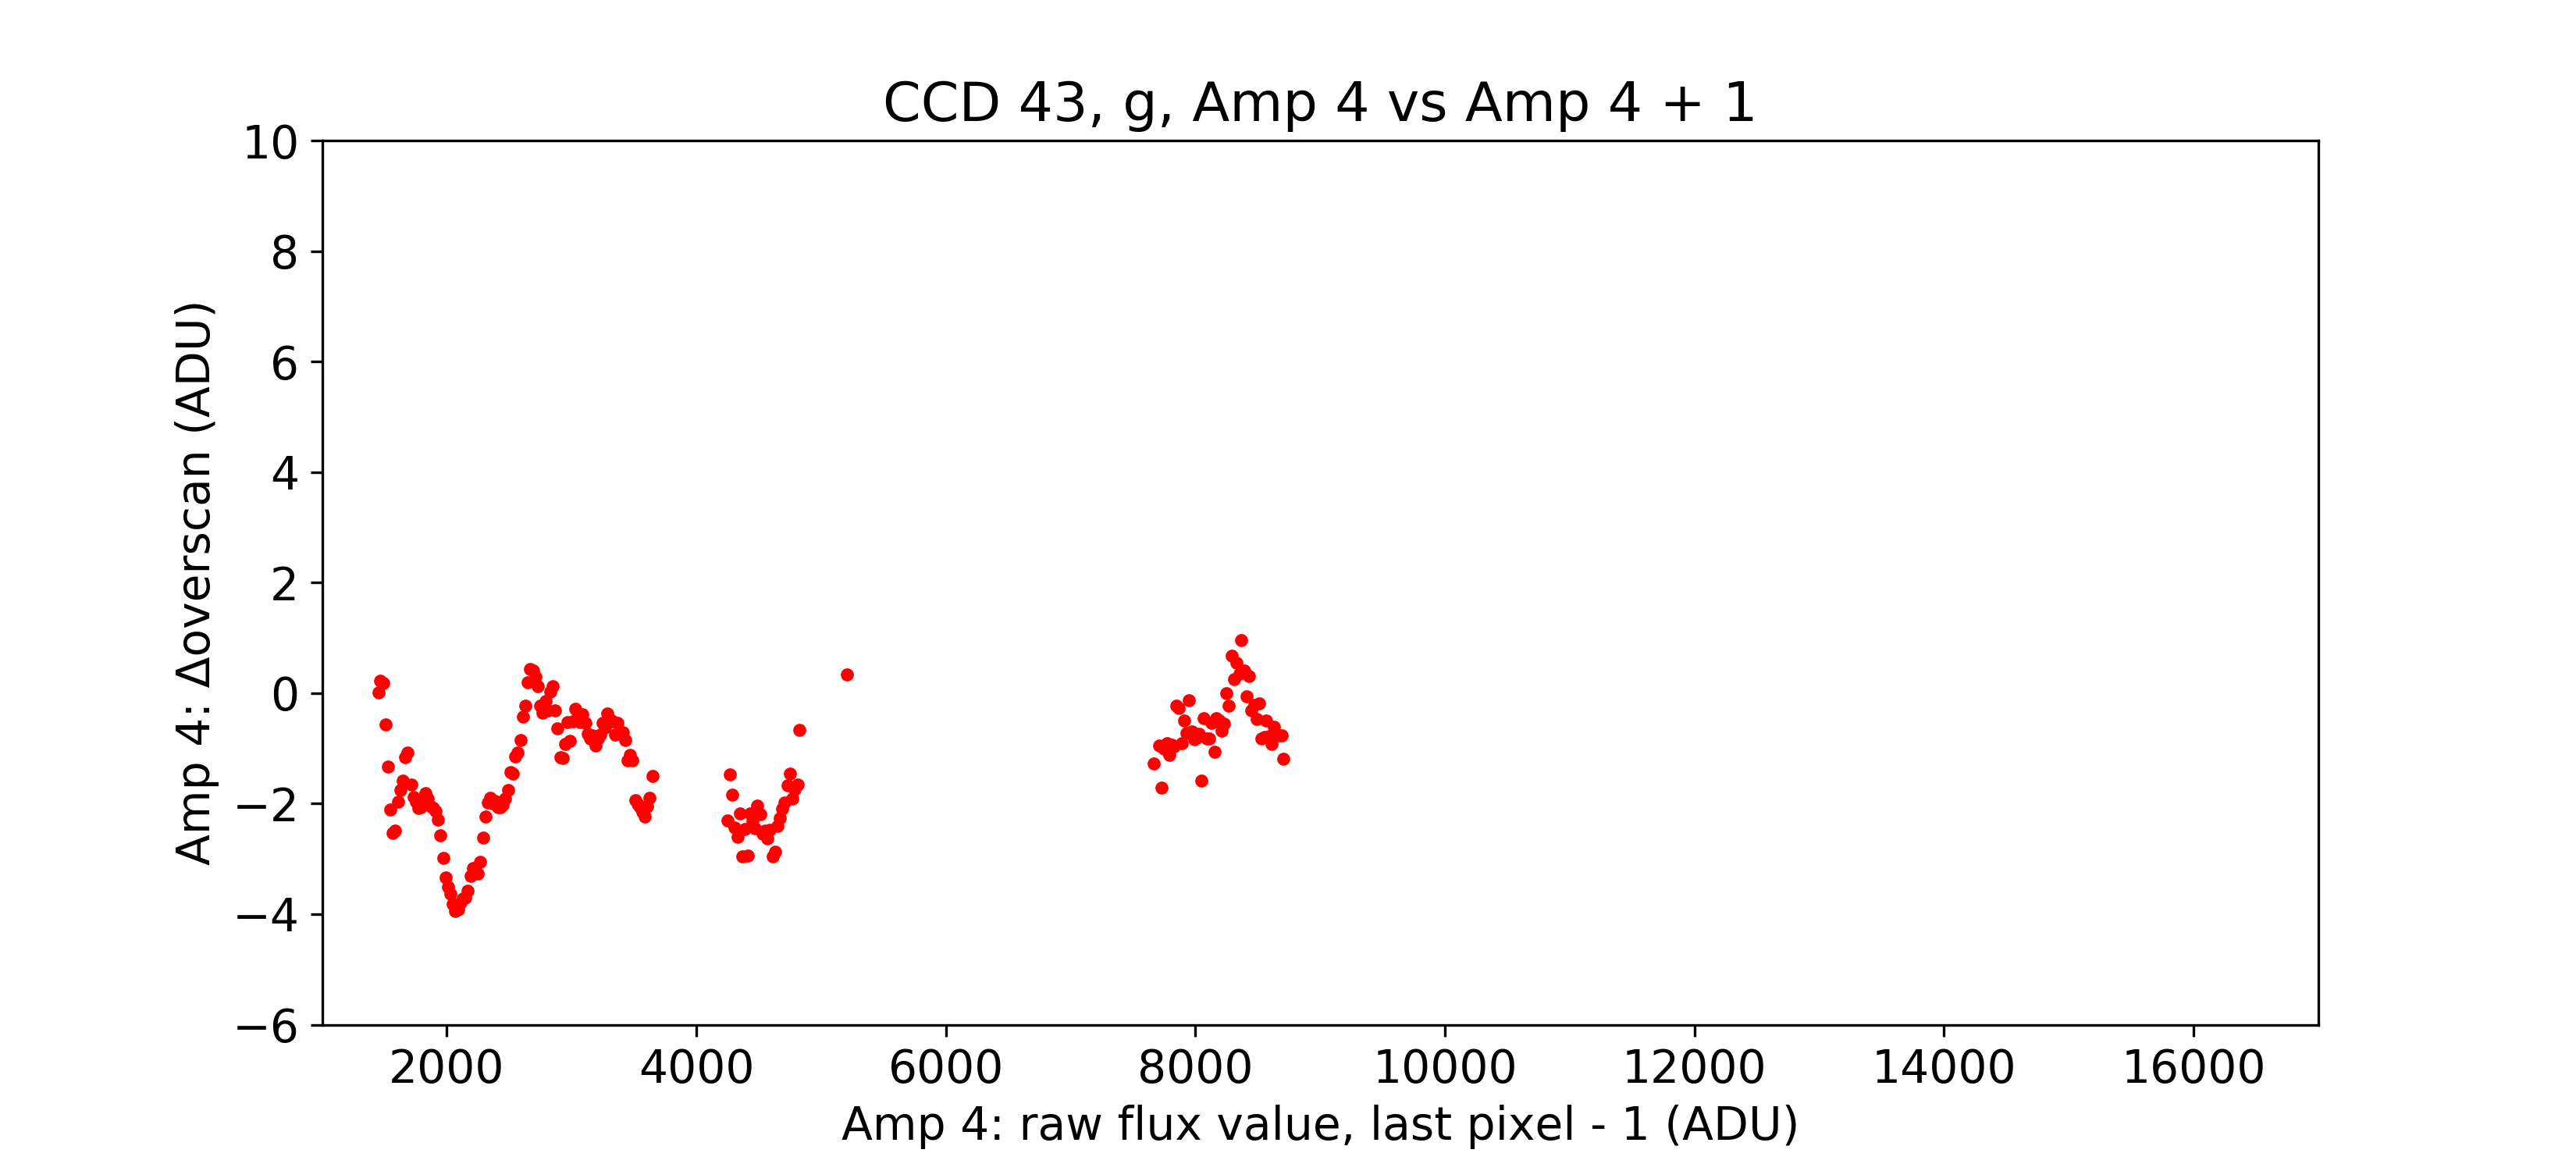 CCD 43, g, Amp 4 vs Amp 4 + 1
10
8
6
4
2
0
−2
−4
−6
Amp 4: Δoverscan (ADU)
2000 4000 6000 8000 10000 12000 14000 16000
Amp 4: raw flux value, last pixel - 1 (ADU)